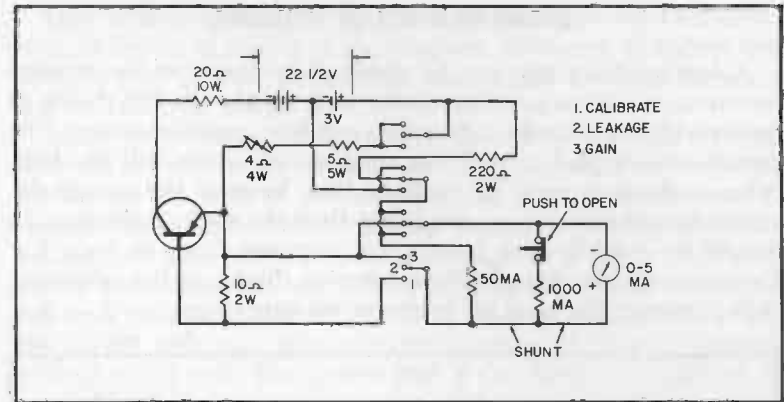 20Ω
10W.
22 1/2V
- +
- +
3V
4Ω
4W
5Ω
5W
220Ω
2W
1. CALIBRATE
2. LEAKAGE
3. GAIN
PUSH TO OPEN
10Ω
2W
3
2
1
50MA
1000
MA
-
+
0-5
MA
SHUNT